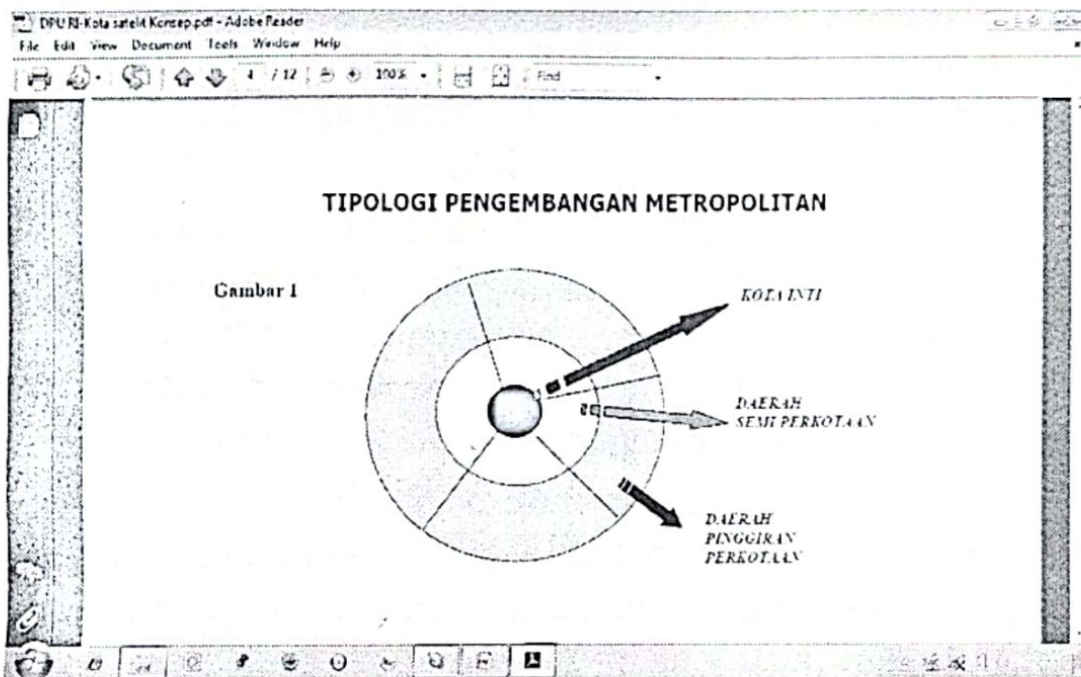 DPU RI-Kota satelit Konsep.pdf - Adobe Reader
File Edit View Document Tools Window Help
4 / 12 100% Find
TIPOLOGI PENGEMBANGAN METROPOLITAN
Gambar 1
KOTA INTI
DAERAH
SEMI PERKOTAAN
DAERAH
PINGGIRAN
PERKOTAAN